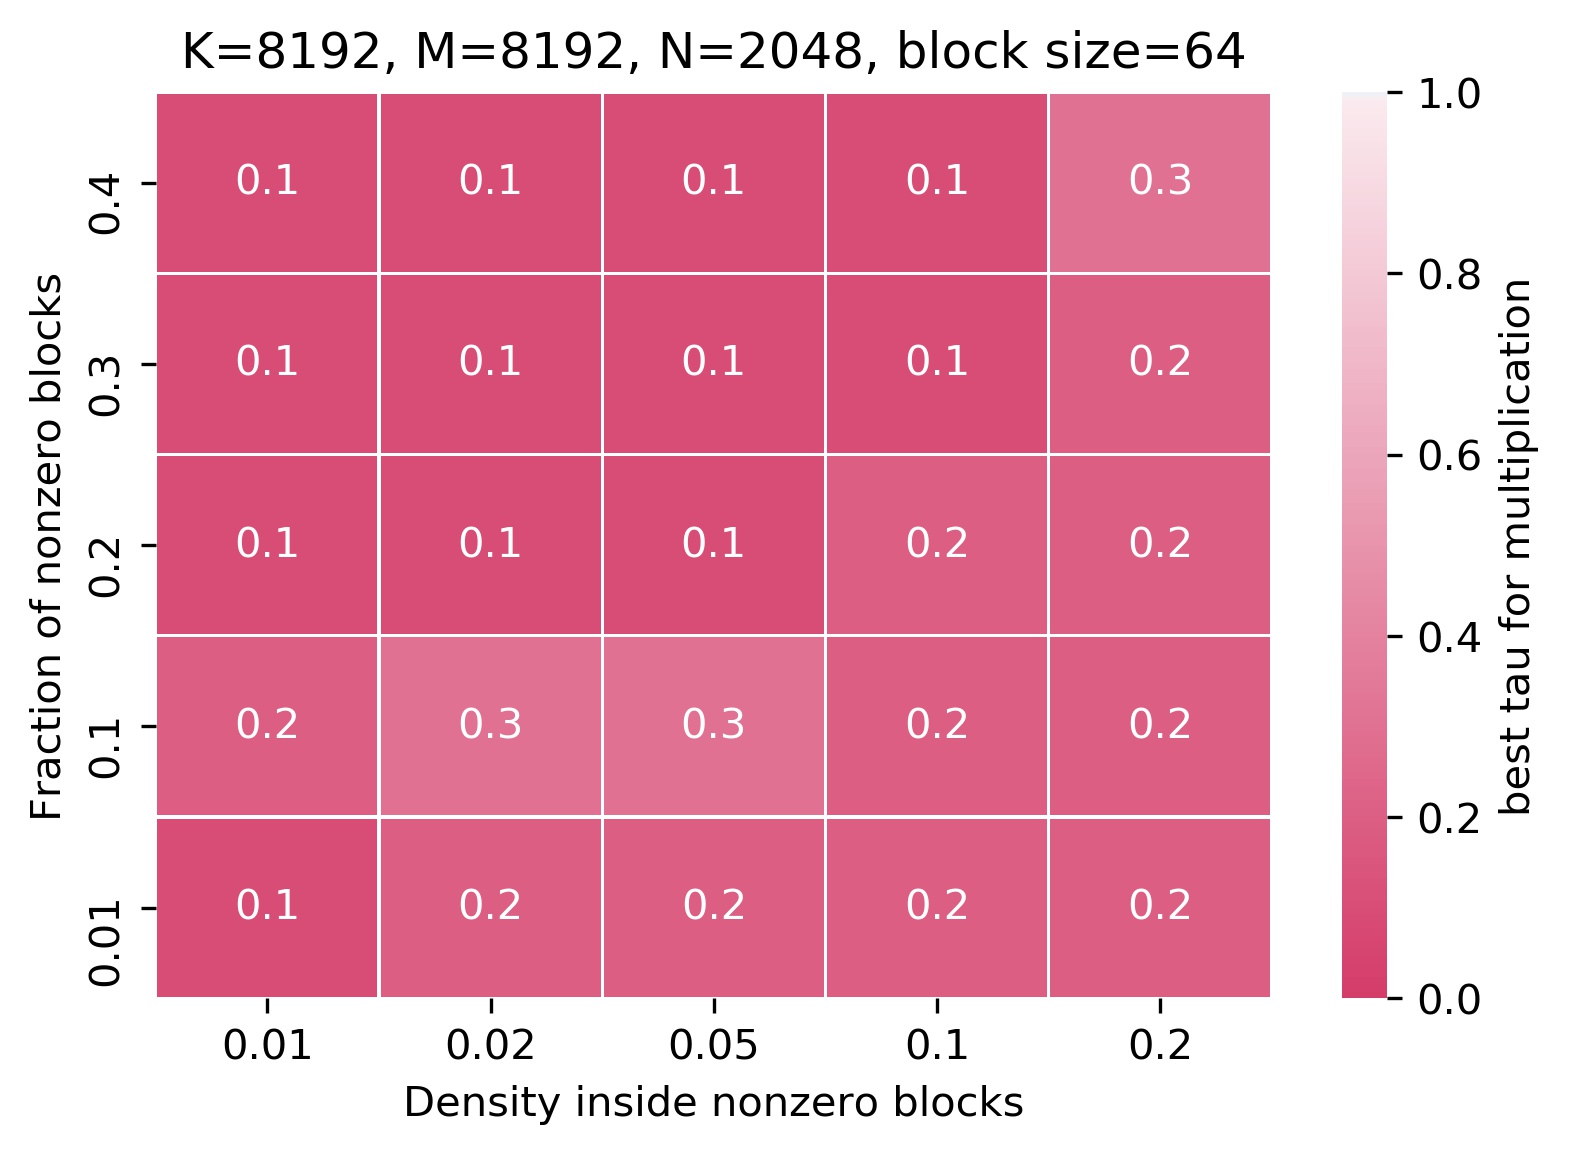 K=8192, M=8192, N=2048, block size=64
Fraction of nonzero blocks
0.4
0.1 0.1 0.1 0.1 0.3
0.3
0.1 0.1 0.1 0.1 0.2
0.2
0.1 0.1 0.1 0.2 0.2
0.1
0.2 0.3 0.3 0.2 0.2
0.01
0.1 0.2 0.2 0.2 0.2
0.01 0.02 0.05 0.1 0.2
Density inside nonzero blocks
1.0
0.8
0.6
0.4
0.2
0.0
best tau for multiplication